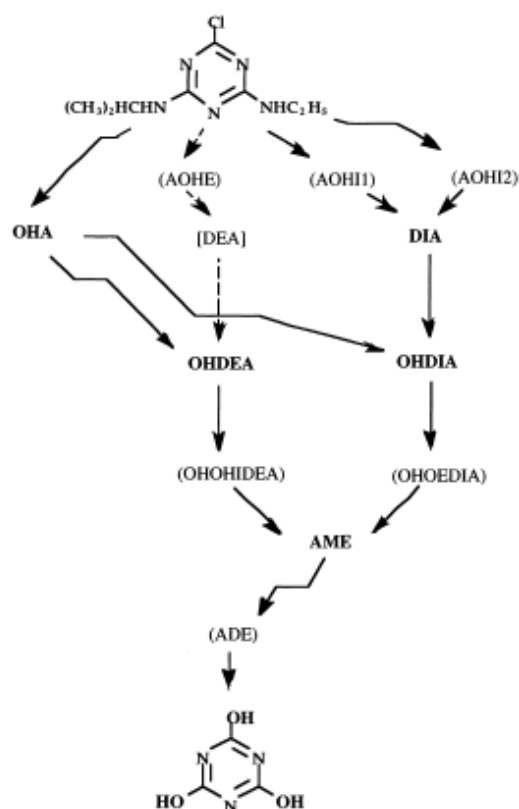 Cl
N N
(CH₃)₂HCHN N NHC₂H₅
(AOHE) (AOHI1) (AOHI2)
OHA [DEA] DIA
OHDEA OHDIA
(OHOHIDEA) (OHOEDIA)
AME
(ADE)
OH
N N
HO N OH